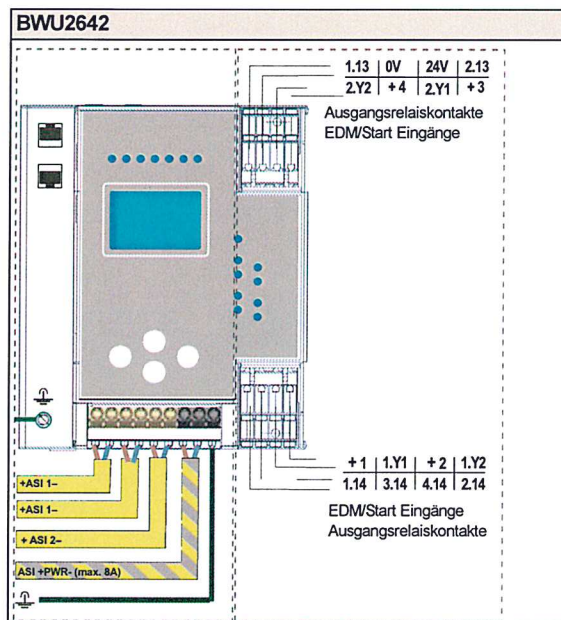 BWU2642
1.13 | 0V | 24V | 2.13
2.Y2 | +4 | 2.Y1 | +3
Ausgangsrelaiskontakte
EDM/Start Eingänge
+1 | 1.Y1 | +2 | 1.Y2
1.14 | 3.14 | 4.14 | 2.14
EDM/Start Eingänge
Ausgangsrelaiskontakte
+ASI 1–
+ASI 1–
+ ASI 2–
ASI +PWR- (max. 8A)